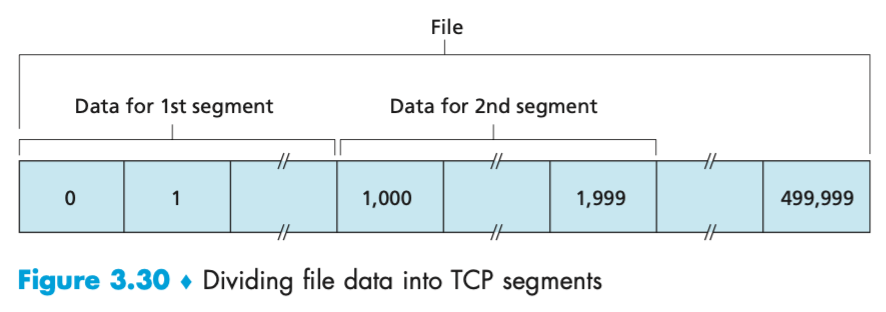 File
Data for 1st segment Data for 2nd segment
0 1 1,000 1,999 499,999
Figure 3.30 ♦ Dividing file data into TCP segments